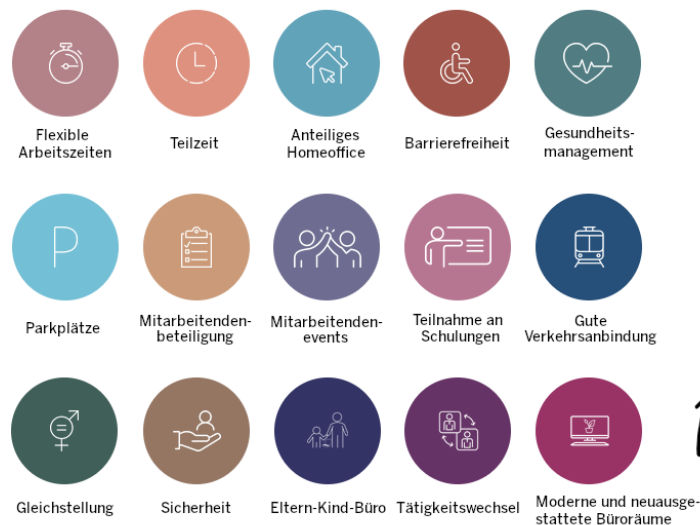 Flexible
Arbeitszeiten
Teilzeit
Anteiliges
Homeoffice
Barrierefreiheit
Gesundheits-
management
P
Parkplätze
Mitarbeitenden-
beteiligung
Mitarbeitenden-
events
Teilnahme an
Schulungen
Gute
Verkehrsanbindung
Gleichstellung
Sicherheit
Eltern-Kind-Büro
Tätigkeitswechsel
Moderne und neuausge-
stattete Büroräume